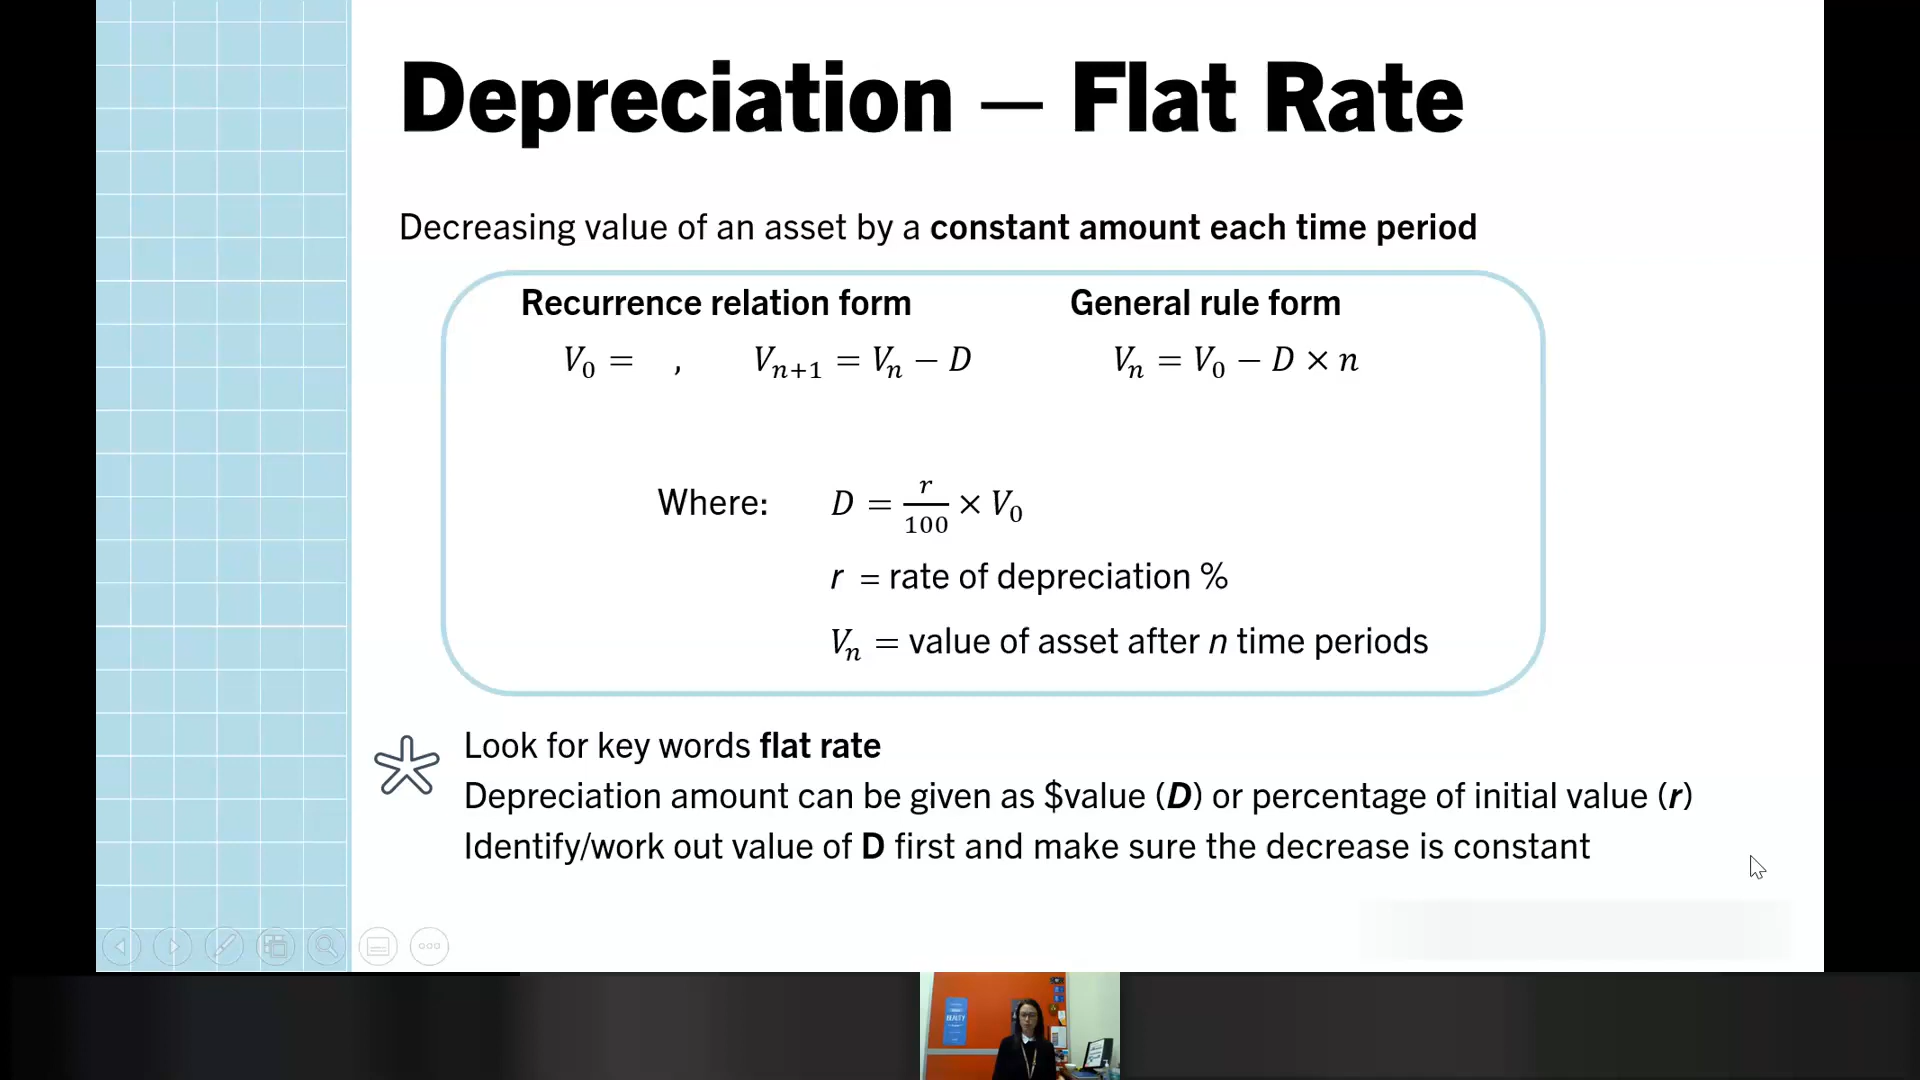 Depreciation — Flat Rate
Decreasing value of an asset by a constant amount each time period
Recurrence relation form
General rule form
V₀ = , Vₙ₊₁ = Vₙ − D
Vₙ = V₀ − D × n
Where: D = r/100 × V₀
r = rate of depreciation %
Vₙ = value of asset after n time periods
Look for key words flat rate
Depreciation amount can be given as $value (D) or percentage of initial value (r)
Identify/work out value of D first and make sure the decrease is constant